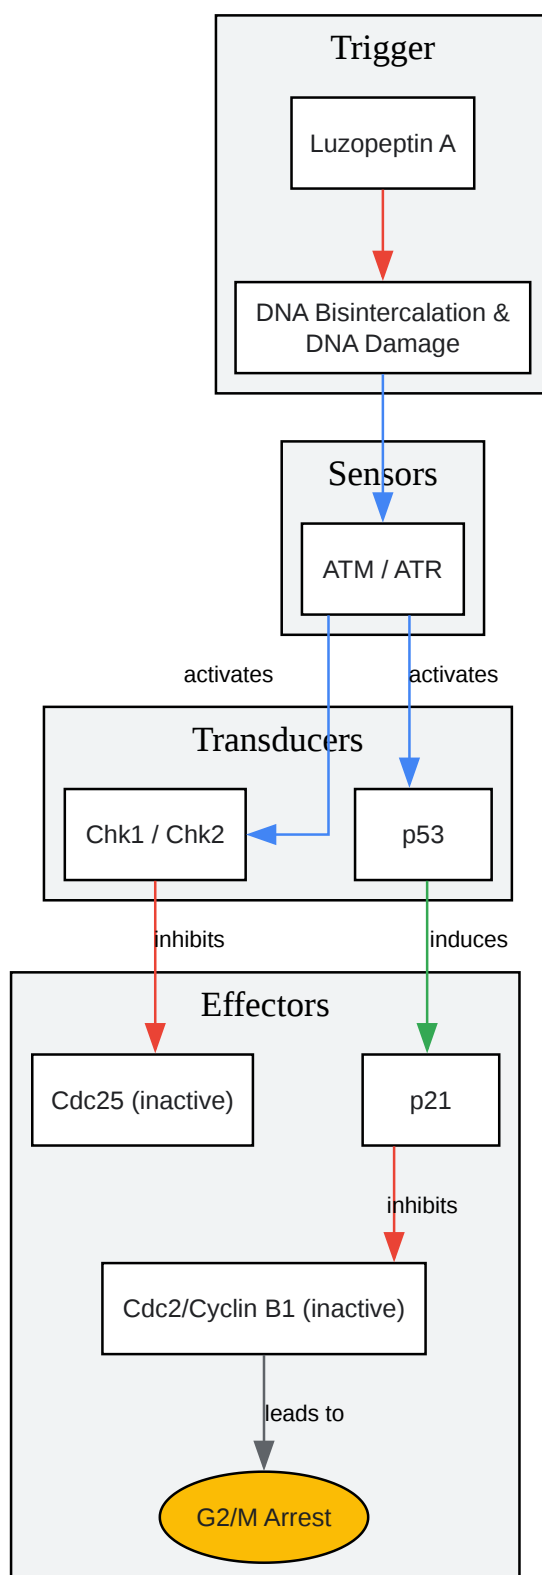 Trigger
Luzopeptin A
DNA Bisintercalation &
DNA Damage
Sensors
ATM / ATR
activates
activates
Transducers
Chk1 / Chk2
p53
inhibits
induces
Effectors
Cdc25 (inactive)
p21
inhibits
Cdc2/Cyclin B1 (inactive)
leads to
G2/M Arrest